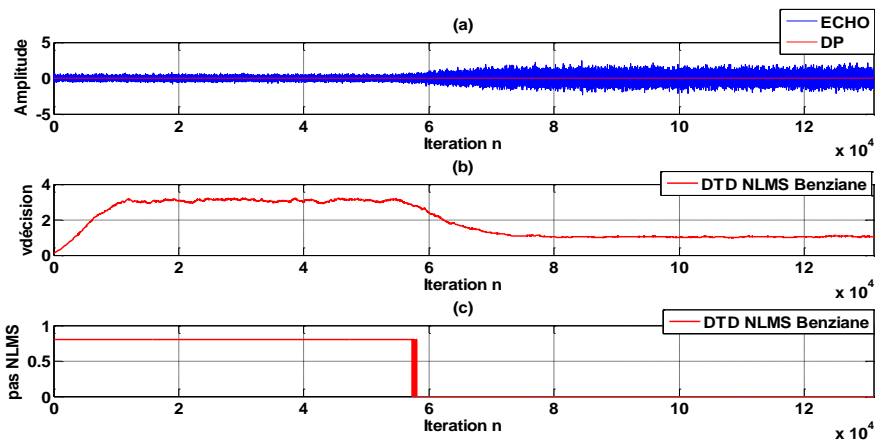 (a)
ECHO
DP
Amplitude
5
0
-5
0 2 4 6 8 10 12
Iteration n
x 10^4
(b)
DTD NLMS Benziane
vdécision
4
2
0
0 2 4 6 8 10 12
Iteration n
x 10^4
(c)
DTD NLMS Benziane
pas NLMS
1
0.5
0
0 2 4 6 8 10 12
Iteration n
x 10^4